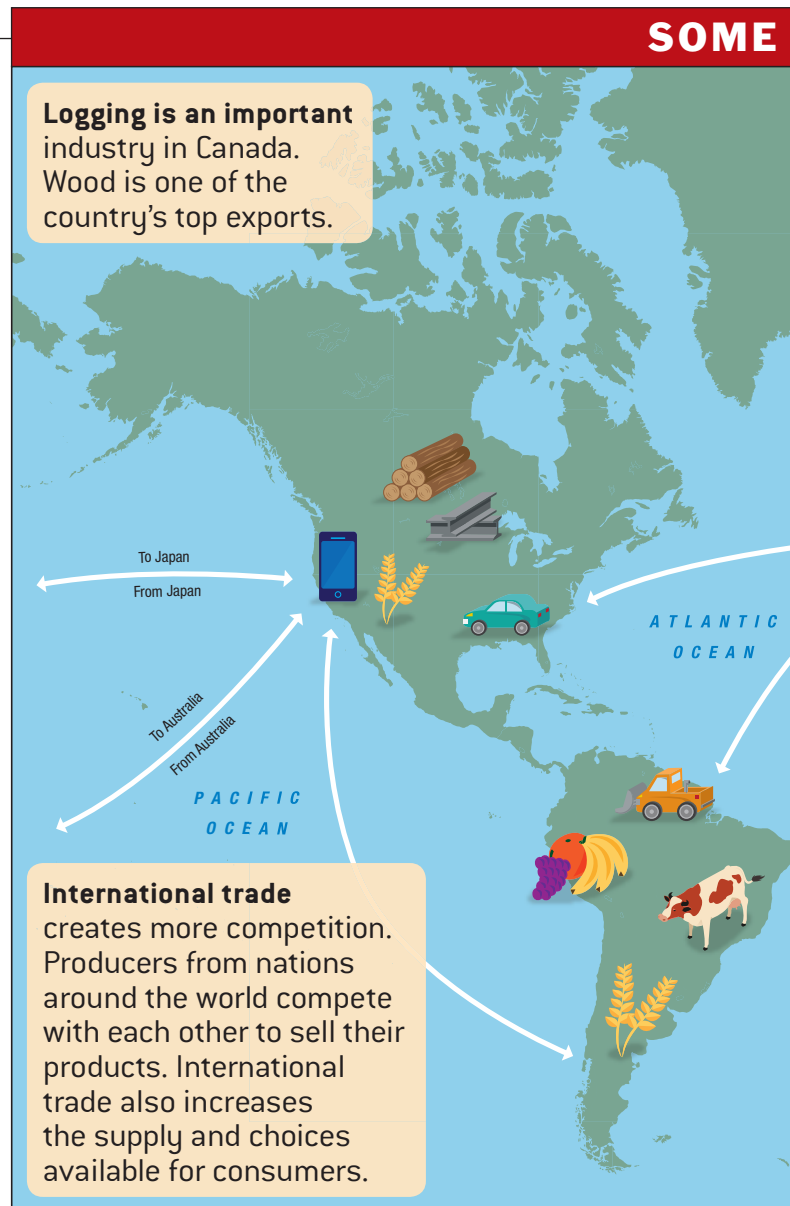 SOME
Logging is an important
industry in Canada.
Wood is one of the
country's top exports.
To Japan
From Japan
ATLANTIC
OCEAN
To Australia
From Australia
PACIFIC
OCEAN
International trade
creates more competition.
Producers from nations
around the world compete
with each other to sell their
products. International
trade also increases
the supply and choices
available for consumers.